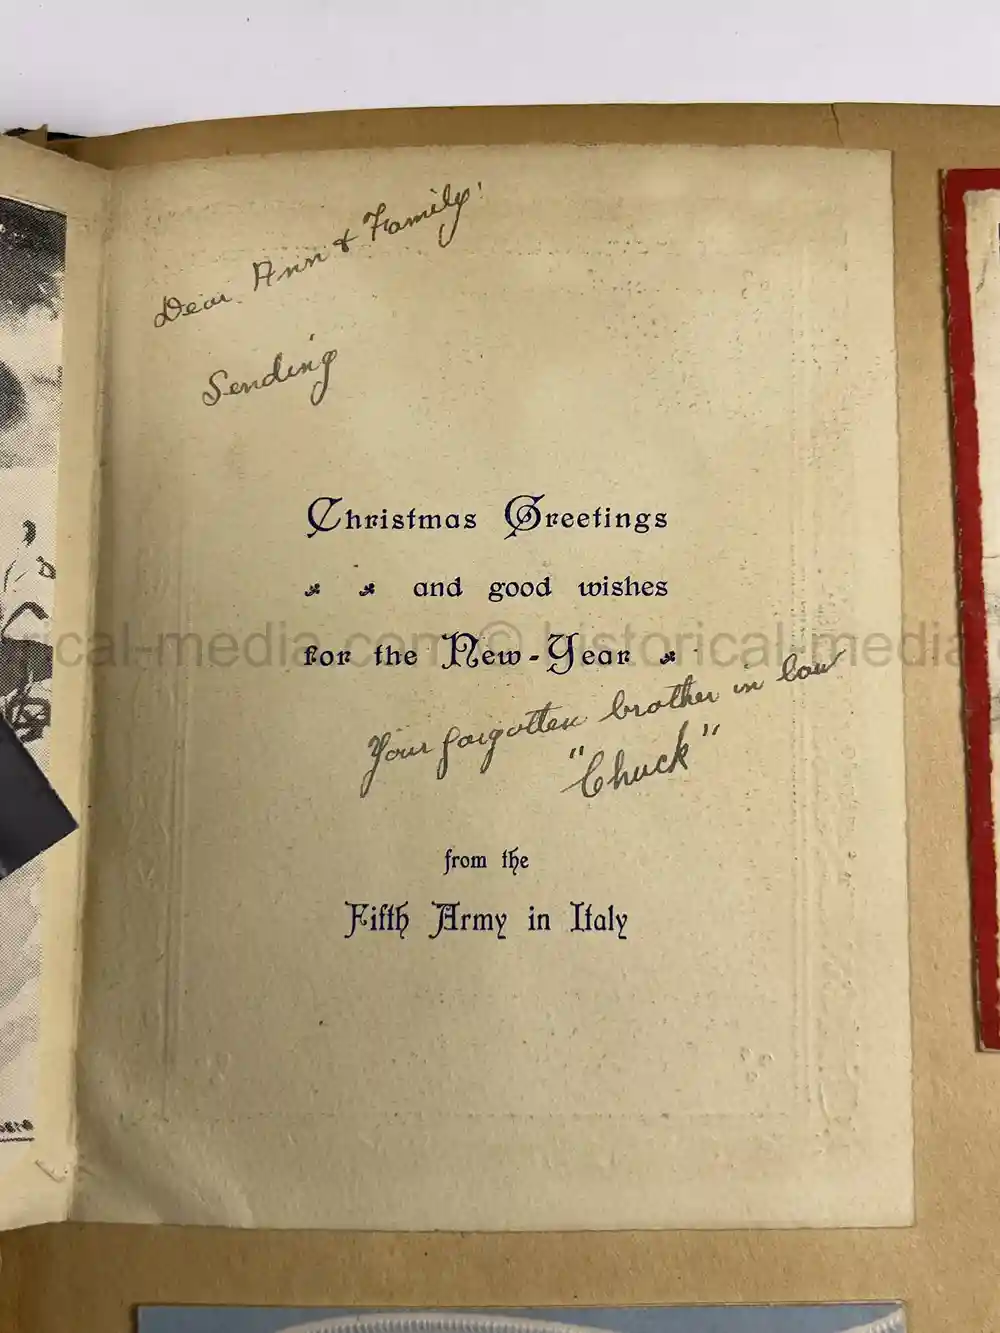 Dear Ann & Family!
Sending
Christmas Greetings
and good wishes
for the New-Year
rical-media.com © historical-media
Your forgotten brother in law
"Chuck"
from the
Fifth Army in Italy